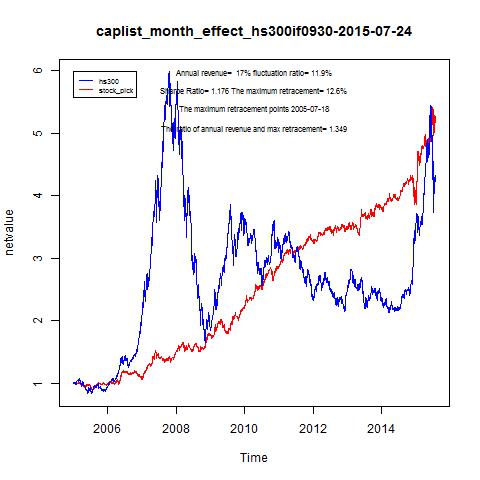 caplist_month_effect_hs300if0930-2015-07-24
hs300
stock_pick
Annual revenue= 17% fluctuation ratio= 11.9%
Sharpe Ratio= 1.176 The maximum retracement= 12.6%
The maximum retracement points 2005-07-18
The ratio of annual revenue and max retracement= 1.349
netvalue
6
5
4
3
2
1
2006 2008 2010 2012 2014
Time